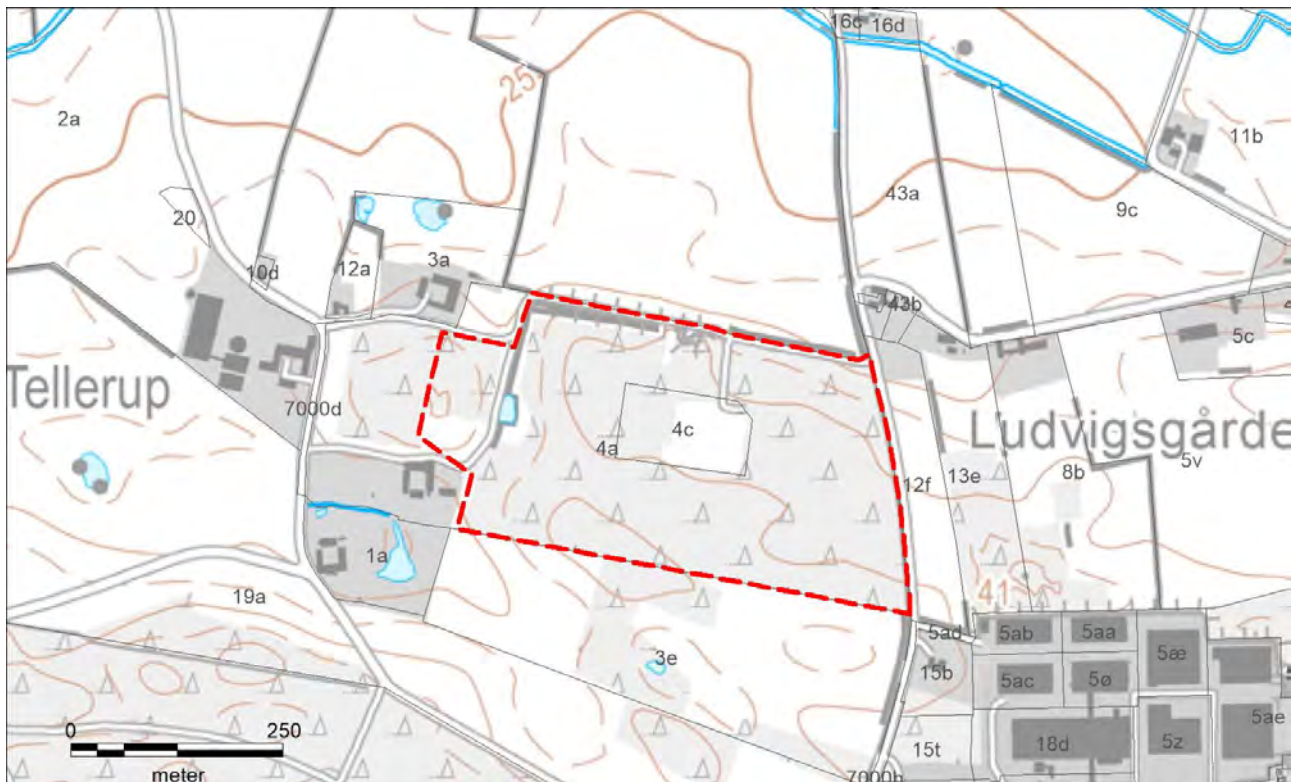 16c
16d
25
2a
11b
43a
9c
20
10d
12a
3a
43b
5c
Tellerup
7000d
4c
4a
Ludvigsgårde
5v
8b
13e
12f
1a
19a
41
5ad
5ab
5aa
5æ
3e
15b
5ac
5ø
5ae
0
250
meter
15t
18d
5z